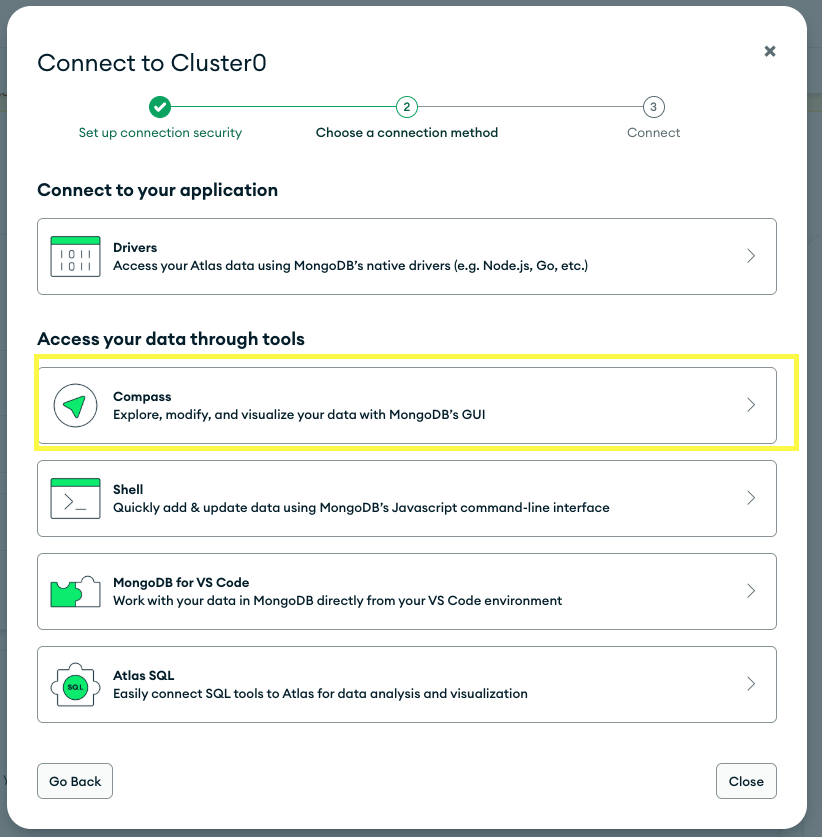 Connect to Cluster0
2
3
Set up connection security
Choose a connection method
Connect
Connect to your application
1011
1011
Drivers
Access your Atlas data using MongoDB's native drivers (e.g. Node.js, Go, etc.)
Access your data through tools
Compass
Explore, modify, and visualize your data with MongoDB's GUI
Shell
Quickly add & update data using MongoDB's Javascript command-line interface
MongoDB for VS Code
Work with your data in MongoDB directly from your VS Code environment
SQL
Atlas SQL
Easily connect SQL tools to Atlas for data analysis and visualization
Go Back
Close